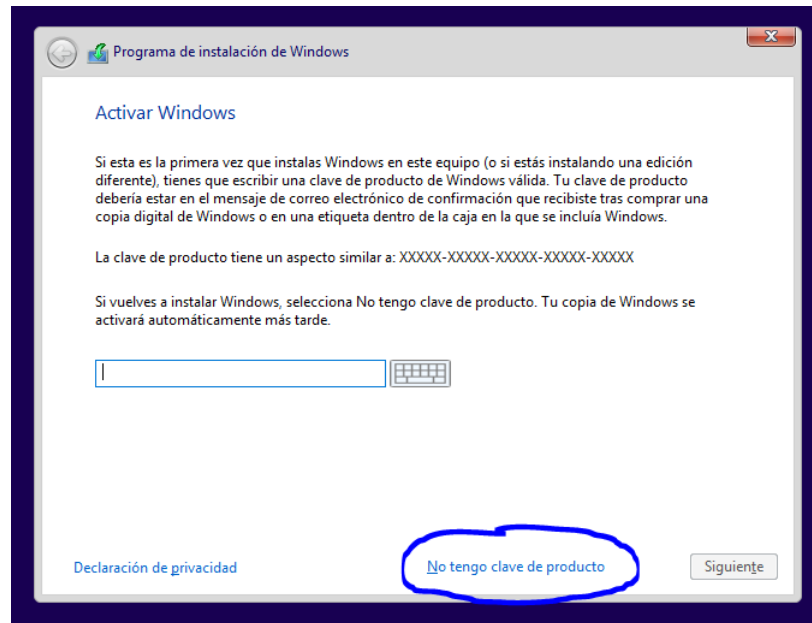 Programa de instalación de Windows
Activar Windows
Si esta es la primera vez que instalas Windows en este equipo (o si estás instalando una edición
diferente), tienes que escribir una clave de producto de Windows válida. Tu clave de producto
debería estar en el mensaje de correo electrónico de confirmación que recibiste tras comprar una
copia digital de Windows o en una etiqueta dentro de la caja en la que se incluía Windows.
La clave de producto tiene un aspecto similar a: XXXXX-XXXXX-XXXXX-XXXXX-XXXXX
Si vuelves a instalar Windows, selecciona No tengo clave de producto. Tu copia de Windows se
activará automáticamente más tarde.
Declaración de privacidad
No tengo clave de producto
Siguiente